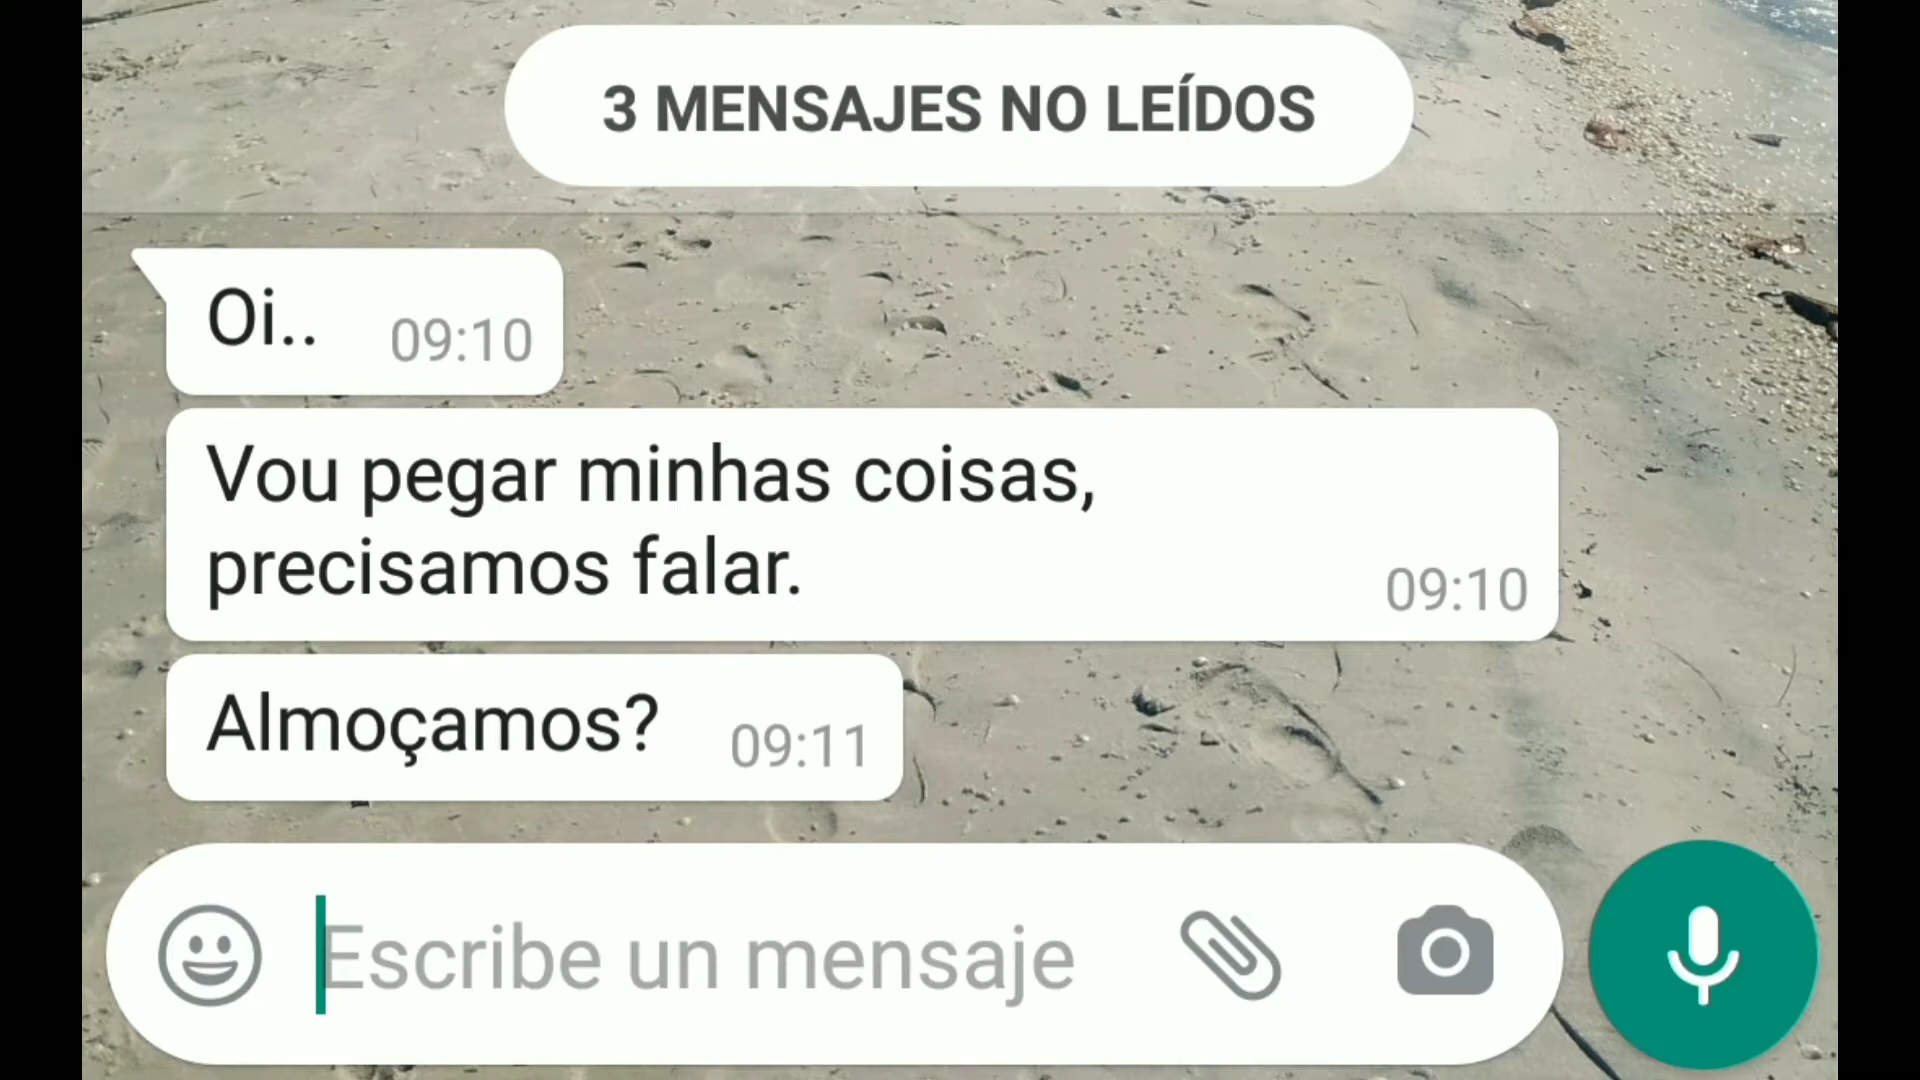 3 MENSAJES NO LEÍDOS
Oi.. 09:10
Vou pegar minhas coisas,
precisamos falar. 09:10
Almoçamos? 09:11
Escribe un mensaje